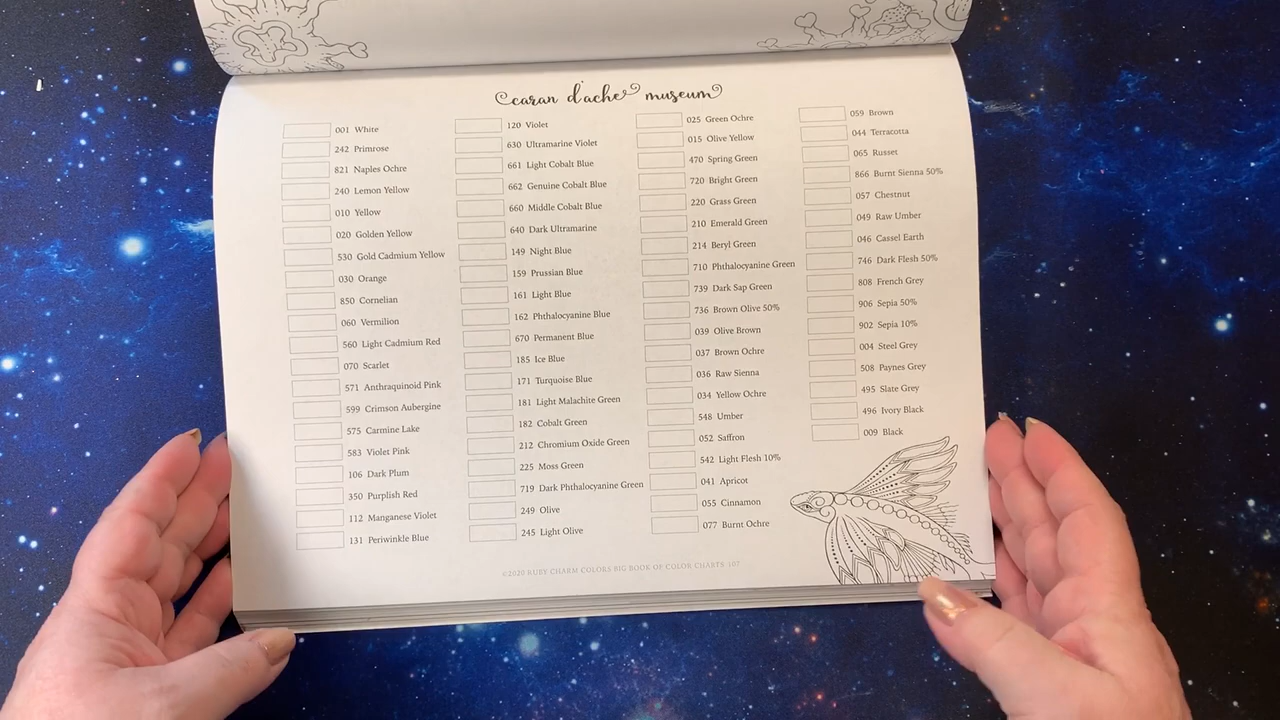 caran d'ache museum
001 White
242 Primrose
821 Naples Ochre
240 Lemon Yellow
010 Yellow
020 Golden Yellow
530 Gold Cadmium Yellow
030 Orange
850 Cornelian
060 Vermilion
560 Light Cadmium Red
070 Scarlet
571 Anthraquinoid Pink
599 Crimson Aubergine
575 Carmine Lake
583 Violet Pink
106 Dark Plum
350 Purplish Red
112 Manganese Violet
131 Periwinkle Blue
120 Violet
630 Ultramarine Violet
661 Light Cobalt Blue
662 Genuine Cobalt Blue
660 Middle Cobalt Blue
640 Dark Ultramarine
149 Night Blue
159 Prussian Blue
161 Light Blue
162 Phthalocyanine Blue
670 Permanent Blue
185 Ice Blue
171 Turquoise Blue
181 Light Malachite Green
182 Cobalt Green
212 Chromium Oxide Green
225 Moss Green
719 Dark Phthalocyanine Green
249 Olive
245 Light Olive
025 Green Ochre
015 Olive Yellow
470 Spring Green
720 Bright Green
220 Grass Green
210 Emerald Green
214 Beryl Green
710 Phthalocyanine Green
739 Dark Sap Green
736 Brown Olive 50%
039 Olive Brown
037 Brown Ochre
036 Raw Sienna
034 Yellow Ochre
548 Umber
052 Saffron
542 Light Flesh 10%
041 Apricot
055 Cinnamon
077 Burnt Ochre
059 Brown
044 Terracotta
065 Russet
866 Burnt Sienna 50%
057 Chestnut
049 Raw Umber
046 Cassel Earth
746 Dark Flesh 50%
808 French Grey
906 Sepia 50%
902 Sepia 10%
004 Steel Grey
508 Paynes Grey
495 Slate Grey
496 Ivory Black
009 Black
©2020 RUBY CHARM COLORS BIG BOOK OF COLOR CHARTS 107